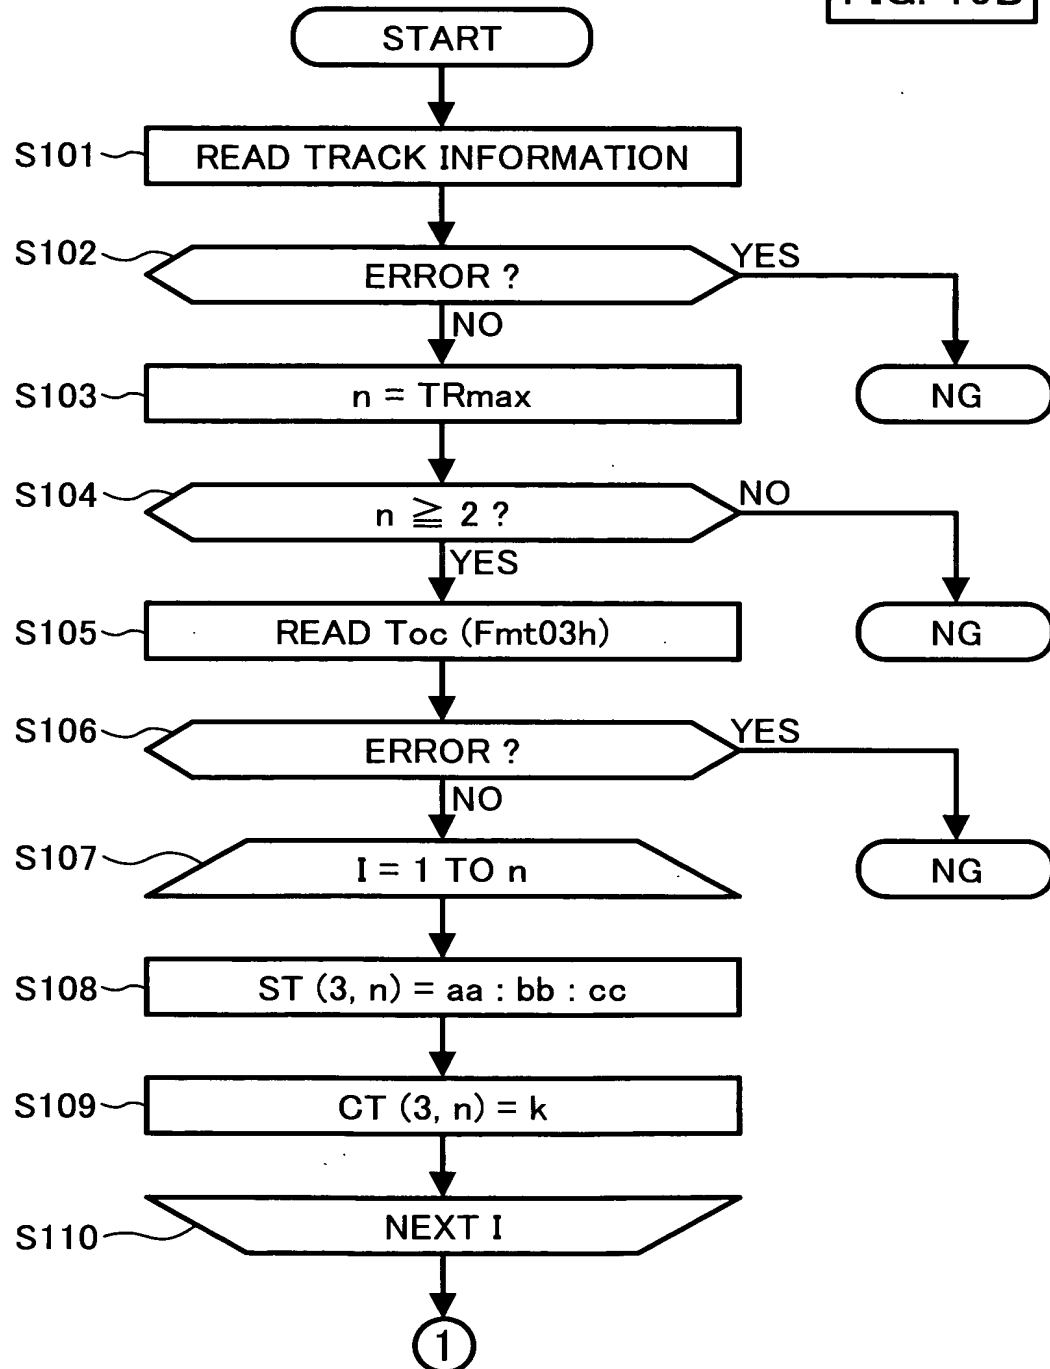 START
S101 READ TRACK INFORMATION
S102 ERROR ? YES
NO
S103 n = TRmax NG
S104 n ≧ 2 ? NO
YES
S105 READ Toc (Fmt03h) NG
S106 ERROR ? YES
NO
S107 I = 1 TO n NG
S108 ST (3, n) = aa : bb : cc
S109 CT (3, n) = k
S110 NEXT I
1